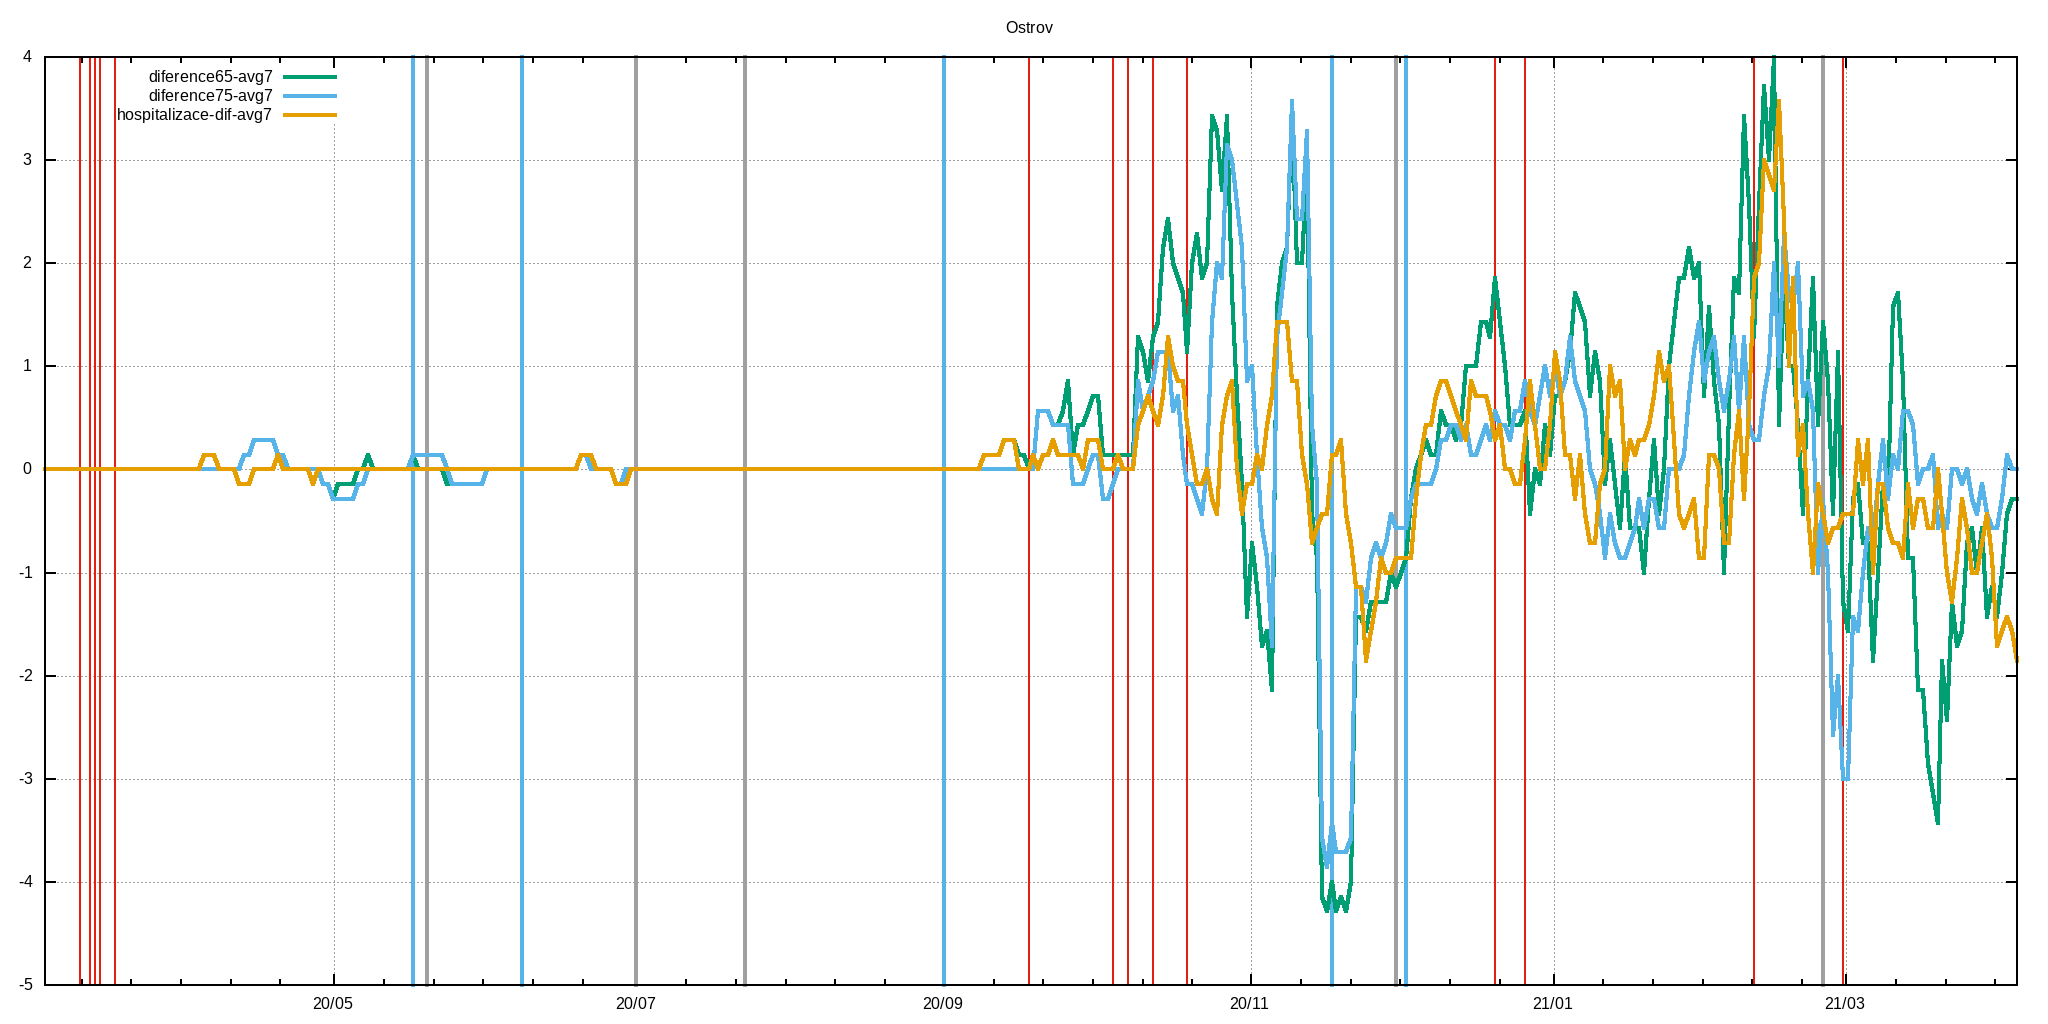 Ostrov
diference65-avg7
diference75-avg7
hospitalizace-dif-avg7
4
3
2
1
0
-1
-2
-3
-4
-5
20/05 20/07 20/09 20/11 21/01 21/03